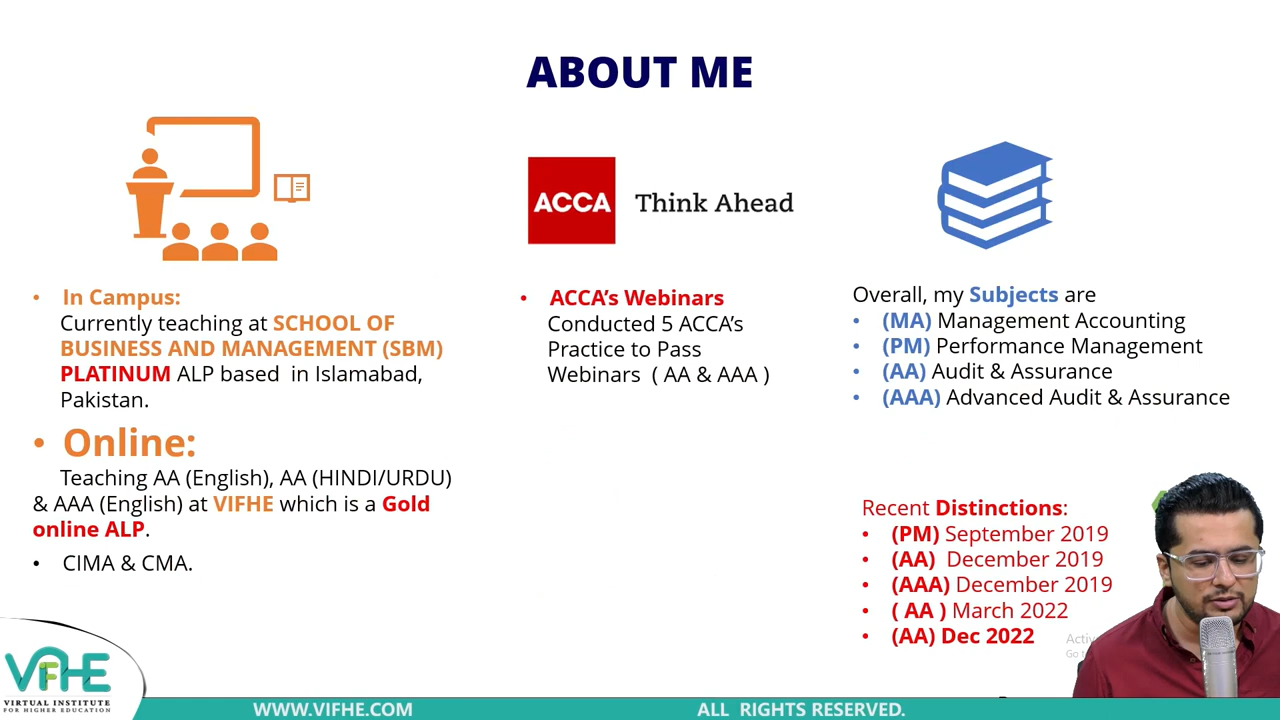 ABOUT ME
ACCA
Think Ahead
• In Campus:
Currently teaching at SCHOOL OF
BUSINESS AND MANAGEMENT (SBM)
PLATINUM ALP based in Islamabad,
Pakistan.
• Online:
Teaching AA (English), AA (HINDI/URDU)
& AAA (English) at VIFHE which is a Gold
online ALP.
• CIMA & CMA.
• ACCA’s Webinars
Conducted 5 ACCA’s
Practice to Pass
Webinars ( AA & AAA )
Overall, my Subjects are
• (MA) Management Accounting
• (PM) Performance Management
• (AA) Audit & Assurance
• (AAA) Advanced Audit & Assurance
Recent Distinctions:
• (PM) September 2019
• (AA) December 2019
• (AAA) December 2019
• ( AA ) March 2022
• (AA) Dec 2022
VIFHE
VIRTUAL INSTITUTE
FOR HIGHER EDUCATION
WWW.VIFHE.COM
ALL RIGHTS RESERVED.